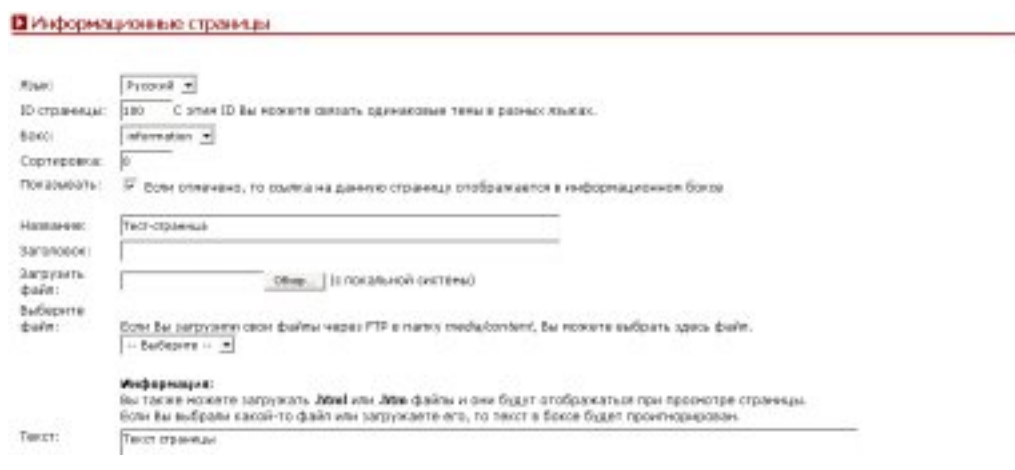 Информационные страницы
Язык: Русский
ID страницы: 100 С этим ID Вы можете связать одинаковые темы в разных языках.
Бокс: information
Сортировка: 0
Показывать: Если отмечено, то ссылка на данную страницу отображается в информационном боксе
Название: Тест-страница
Заголовок:
Загрузить файл: Обзор... (с локальной системы)
Выберите файл:
Если Вы загрузили свои файлы через FTP в папку media/content/, Вы можете выбрать здесь файл.
-- Выберите --
Информация:
Вы также можете загружать .html или .htm файлы и они будут отображаться при просмотре страницы.
Если Вы выбрали какой-то файл или загружаете его, то текст в боксе будет проигнорирован.
Текст: Текст страницы